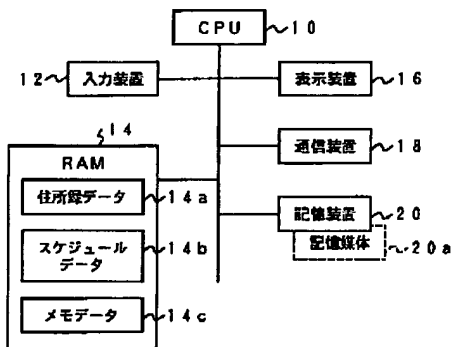 CPU
10
12
入力装置
表示装置
16
14
RAM
通信装置
18
住所録データ
14a
記憶装置
20
記憶媒体
20a
スケジュール
データ
14b
メモデータ
14c